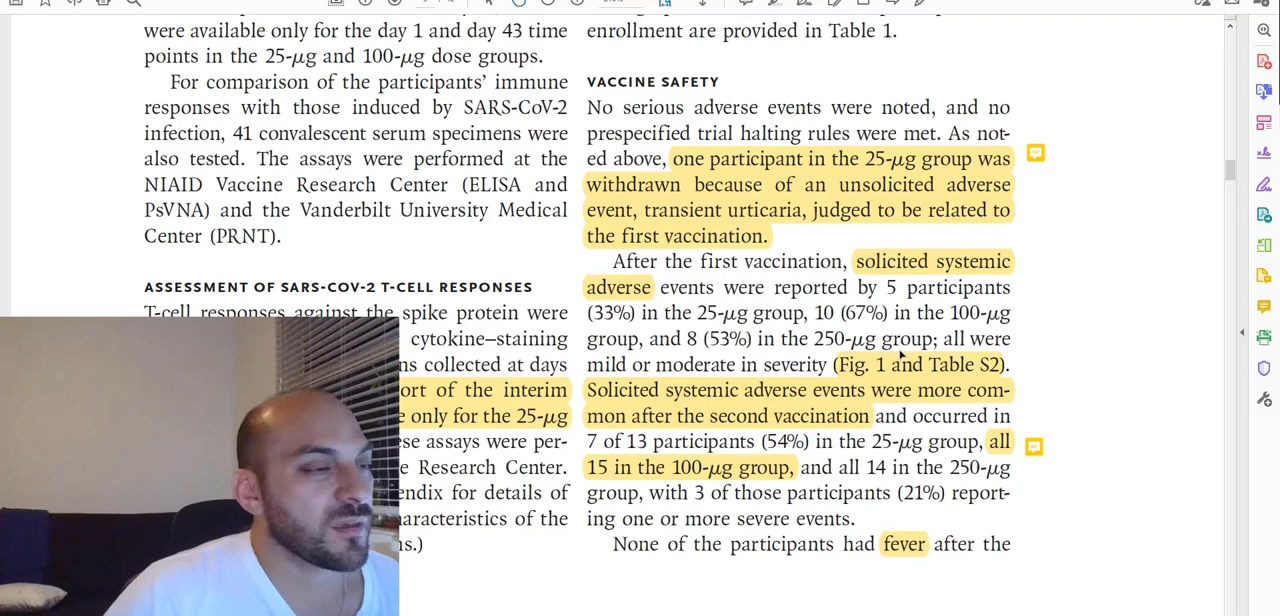 were available only for the day 1 and day 43 time
points in the 25-μg and 100-μg dose groups.
For comparison of the participants' immune
responses with those induced by SARS-CoV-2
infection, 41 convalescent serum specimens were
also tested. The assays were performed at the
NIAID Vaccine Research Center (ELISA and
PsVNA) and the Vanderbilt University Medical
Center (PRNT).
ASSESSMENT OF SARS-COV-2 T-CELL RESPONSES
T-cell responses against the spike protein were
cytokine–staining
collected at days
of the interim
only for the 25-μg
assays were per-
Research Center.
for details of
of the
enrollment are provided in Table 1.
VACCINE SAFETY
No serious adverse events were noted, and no
prespecified trial halting rules were met. As not-
ed above, one participant in the 25-μg group was
withdrawn because of an unsolicited adverse
event, transient urticaria, judged to be related to
the first vaccination.
After the first vaccination, solicited systemic
adverse events were reported by 5 participants
(33%) in the 25-μg group, 10 (67%) in the 100-μg
group, and 8 (53%) in the 250-μg group; all were
mild or moderate in severity (Fig. 1 and Table S2).
Solicited systemic adverse events were more com-
mon after the second vaccination and occurred in
7 of 13 participants (54%) in the 25-μg group, all
15 in the 100-μg group, and all 14 in the 250-μg
group, with 3 of those participants (21%) report-
ing one or more severe events.
None of the participants had fever after the